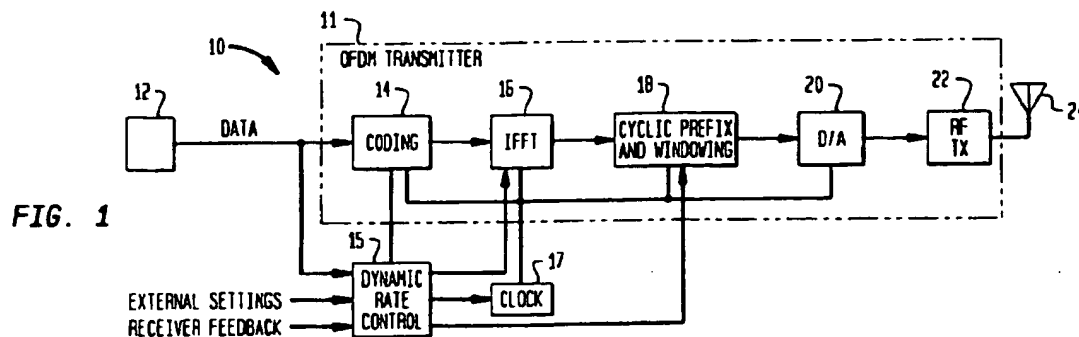 11
10
OFDM TRANSMITTER
12
14
16
18
20
22
DATA
CODING
IFFT
CYCLIC PREFIX
AND WINDOWING
D/A
RF
TX
FIG. 1
15
17
DYNAMIC
RATE
CONTROL
CLOCK
EXTERNAL SETTINGS
RECEIVER FEEDBACK